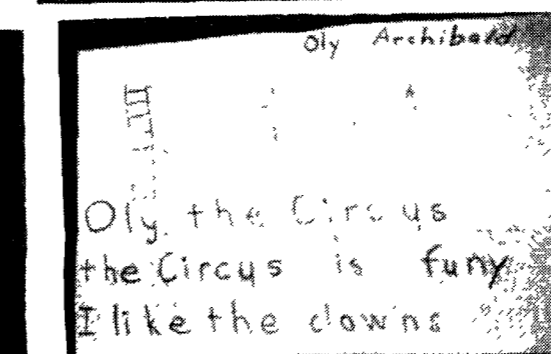 Oly Archibald
Oly the Circus
the Circus is funy
I like the clowns